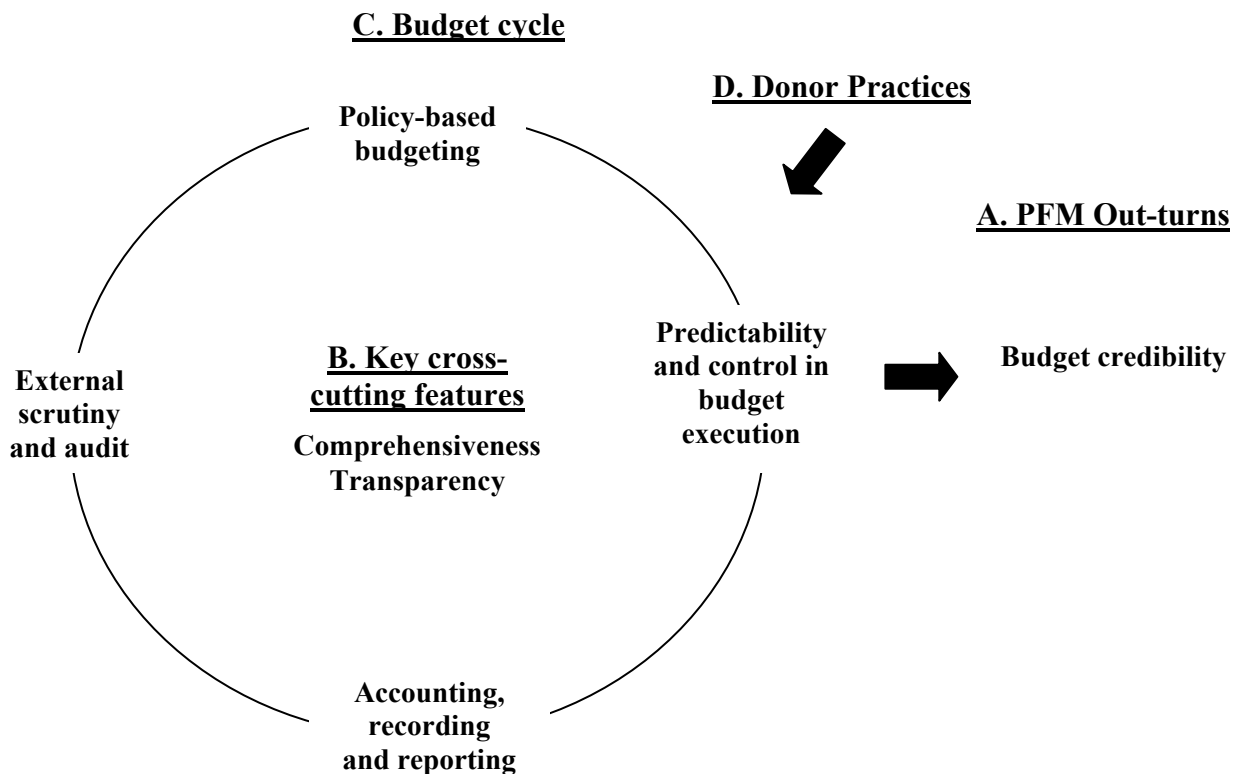 C. Budget cycle
D. Donor Practices
Policy-based
budgeting
A. PFM Out-turns
Predictability
and control in
budget
execution
Budget credibility
B. Key cross-
cutting features
Comprehensiveness
Transparency
External
scrutiny
and audit
Accounting,
recording
and reporting